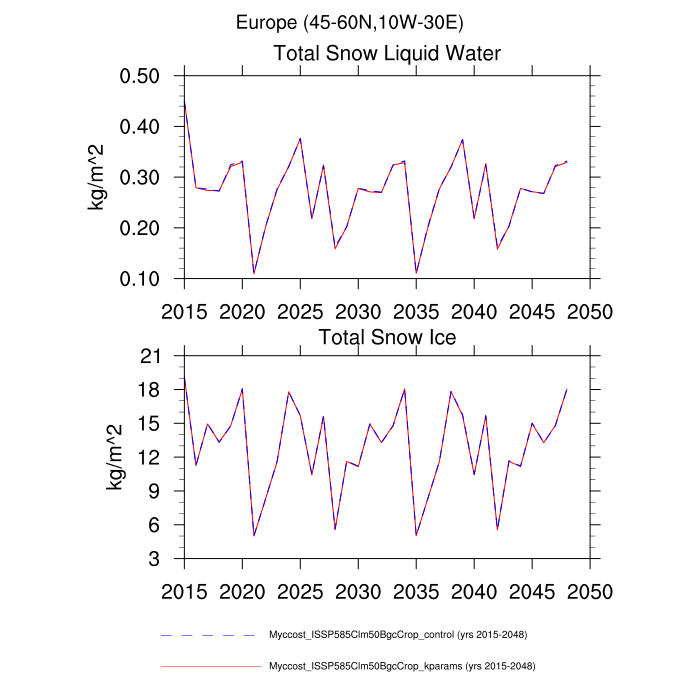 Europe (45-60N,10W-30E)
Total Snow Liquid Water
0.50
0.40
0.30
0.20
0.10
kg/m^2
2015 2020 2025 2030 2035 2040 2045 2050
Total Snow Ice
21
18
15
12
9
6
3
kg/m^2
2015 2020 2025 2030 2035 2040 2045 2050
Myccost_ISSP585Clm50BgcCrop_control (yrs 2015-2048)
Myccost_ISSP585Clm50BgcCrop_kparams (yrs 2015-2048)